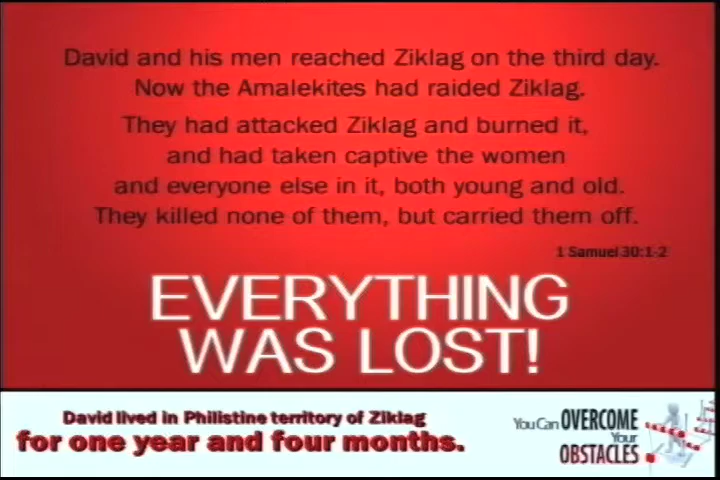 David and his men reached Ziklag on the third day.
Now the Amalekites had raided Ziklag.
They had attacked Ziklag and burned it,
and had taken captive the women
and everyone else in it, both young and old.
They killed none of them, but carried them off.
1 Samuel 30:1-2
EVERYTHING
WAS LOST!
David lived in Philistine territory of Ziklag
for one year and four months.
You Can OVERCOME
Your
OBSTACLES